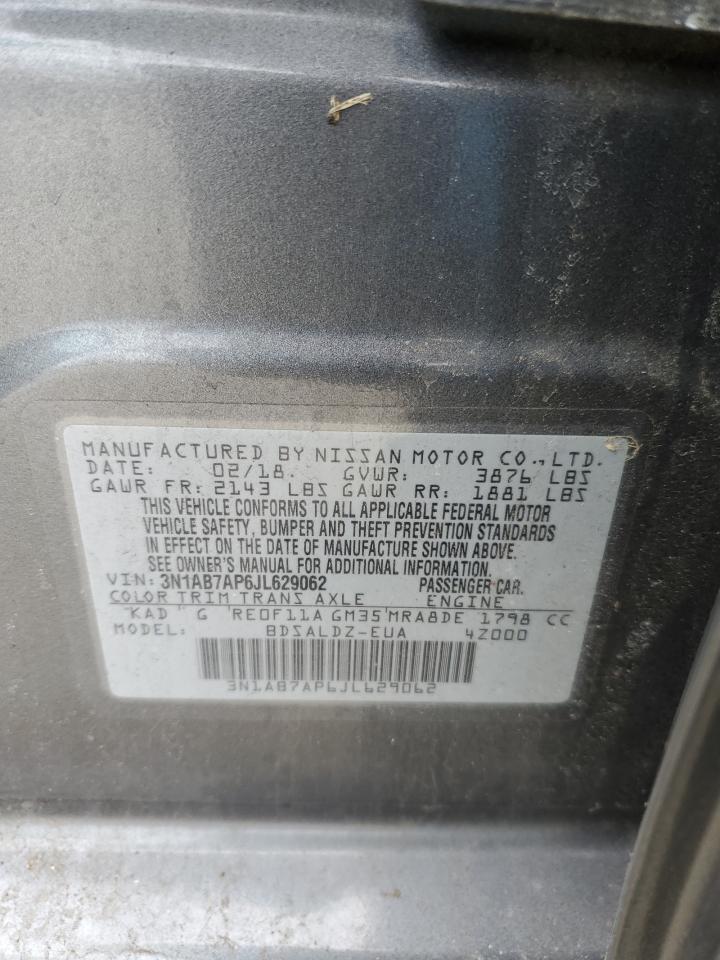 MANUFACTURED BY NISSAN MOTOR CO., LTD.
DATE: 02/18. GVWR: 3876 LBS
GAWR FR: 2143 LBS GAWR RR: 1881 LBS
THIS VEHICLE CONFORMS TO ALL APPLICABLE FEDERAL MOTOR
VEHICLE SAFETY, BUMPER AND THEFT PREVENTION STANDARDS
IN EFFECT ON THE DATE OF MANUFACTURE SHOWN ABOVE.
SEE OWNER'S MANUAL FOR ADDITIONAL INFORMATION.
VIN: 3N1AB7AP6JL629062 PASSENGER CAR.
COLOR TRIM TRANS AXLE ENGINE
KAD G RE0F11A GM35 MRA8DE 1798 CC
MODEL: BDSALDZ-EUA 4Z000
3N1AB7AP6JL629062